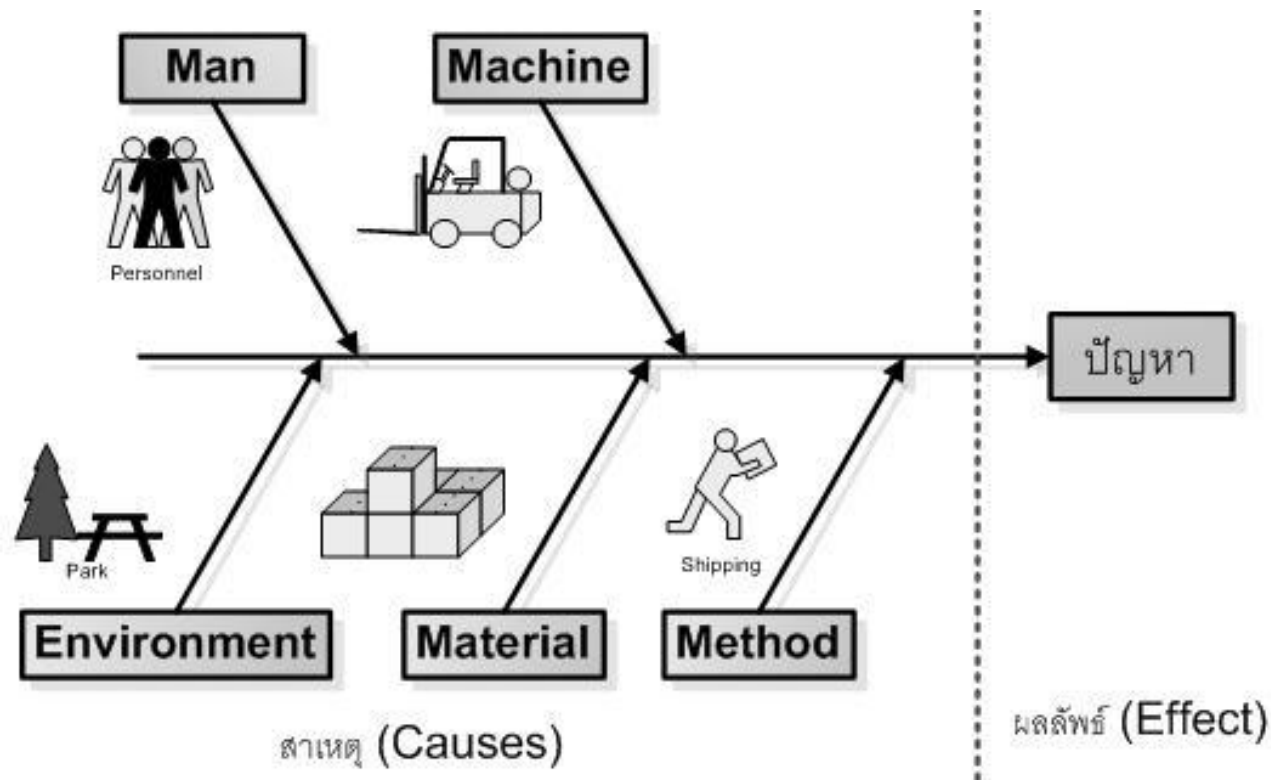 Man
Machine
Personnel
ปัญหา
Park
Shipping
Environment
Material
Method
สาเหตุ (Causes)
ผลลัพธ์ (Effect)